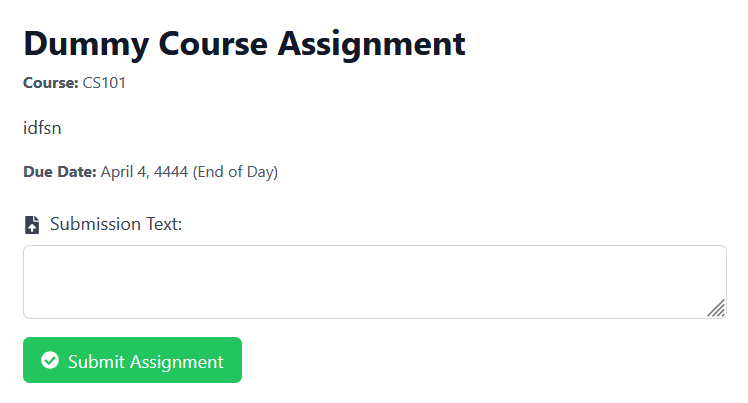 Dummy Course Assignment
Course: CS101
idfsn
Due Date: April 4, 4444 (End of Day)
Submission Text:
Submit Assignment